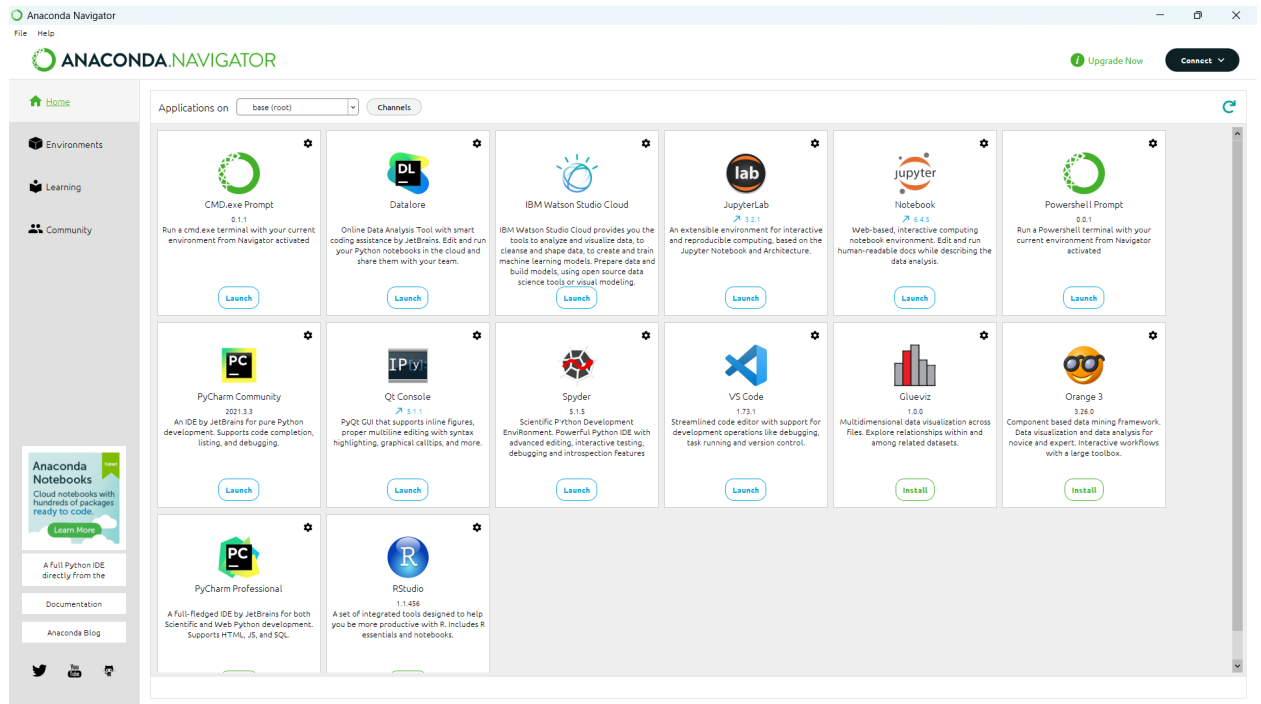 Anaconda Navigator
File Help
ANACONDA.NAVIGATOR
Upgrade Now
Connect
Home
Environments
Learning
Community
Anaconda Notebooks
New!
Cloud notebooks with
hundreds of packages
ready to code.
Learn More
A full Python IDE
directly from the
Documentation
Anaconda Blog
You
Tube
Applications on base (root) Channels
CMD.exe Prompt
0.1.1
Run a cmd.exe terminal with your current
environment from Navigator activated
Launch
DL
Datalore
Online Data Analysis Tool with smart
coding assistance by JetBrains. Edit and run
your Python notebooks in the cloud and
share them with your team.
Launch
IBM Watson Studio Cloud
IBM Watson Studio Cloud provides you the
tools to analyze and visualize data, to
cleanse and shape data, to create and train
machine learning models. Prepare data and
build models, using open source data
science tools or visual modeling.
Launch
lab
JupyterLab
3.2.1
An extensible environment for interactive
and reproducible computing, based on the
Jupyter Notebook and Architecture.
Launch
jupyter
Notebook
6.4.5
Web-based, interactive computing
notebook environment. Edit and run
human-readable docs while describing the
data analysis.
Launch
Powershell Prompt
0.0.1
Run a Powershell terminal with your
current environment from Navigator
activated
Launch
PC
PyCharm Community
2021.3.3
An IDE by JetBrains for pure Python
development. Supports code completion,
listing, and debugging.
Launch
IP[y]:
Qt Console
5.1.1
PyQt GUI that supports inline figures,
proper multiline editing with syntax
highlighting, graphical calltips, and more.
Launch
Spyder
5.1.5
Scientific PYthon Development
EnviRonment. Powerful Python IDE with
advanced editing, interactive testing,
debugging and introspection features
Launch
VS Code
1.73.1
Streamlined code editor with support for
development operations like debugging,
task running and version control.
Launch
Glueviz
1.0.0
Multidimensional data visualization across
files. Explore relationships within and
among related datasets.
Install
Orange 3
3.26.0
Component based data mining framework.
Data visualization and data analysis for
novice and expert. Interactive workflows
with a large toolbox.
Install
PC
PyCharm Professional
A full-fledged IDE by JetBrains for both
Scientific and Web Python development.
Supports HTML, JS, and SQL.
R
RStudio
1.1.456
A set of integrated tools designed to help
you be more productive with R. Includes R
essentials and notebooks.